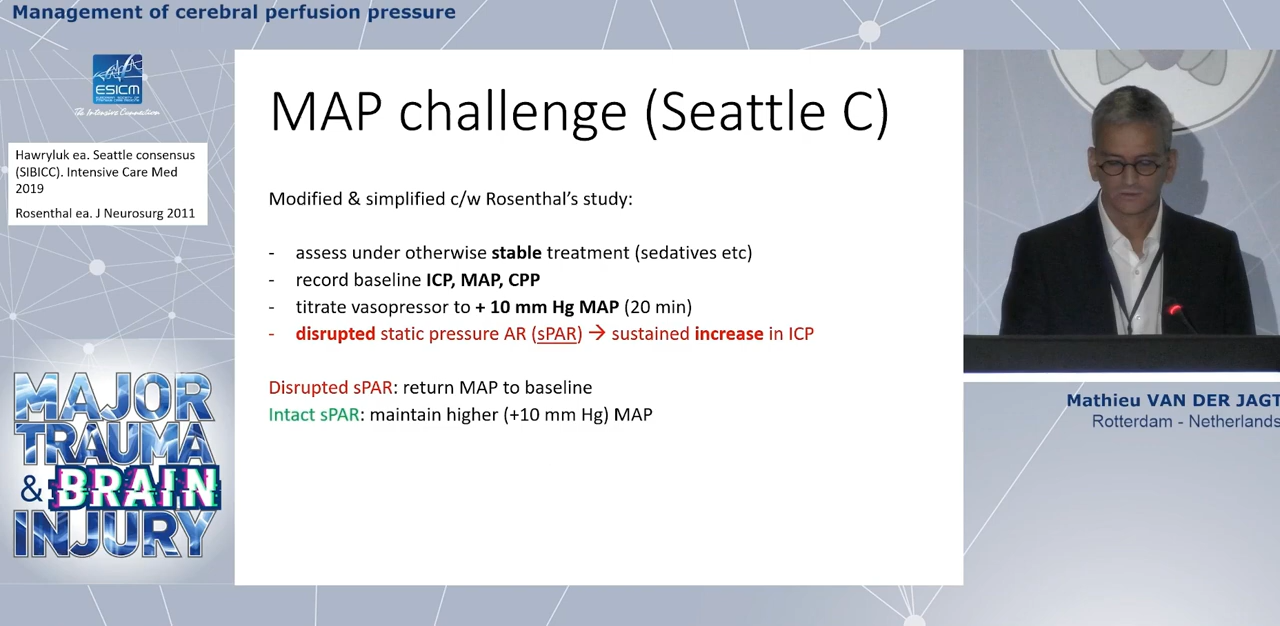 Management of cerebral perfusion pressure
ESICM
The Intensive Connection
Hawryluk ea. Seattle consensus
(SIBICC). Intensive Care Med
2019
Rosenthal ea. J Neurosurg 2011
MAJOR
TRAUMA
& BRAIN
INJURY
MAP challenge (Seattle C)
Modified & simplified c/w Rosenthal’s study:
- assess under otherwise stable treatment (sedatives etc)
- record baseline ICP, MAP, CPP
- titrate vasopressor to + 10 mm Hg MAP (20 min)
- disrupted static pressure AR (sPAR) → sustained increase in ICP
Disrupted sPAR: return MAP to baseline
Intact sPAR: maintain higher (+10 mm Hg) MAP
Mathieu VAN DER JAGT
Rotterdam - Netherlands